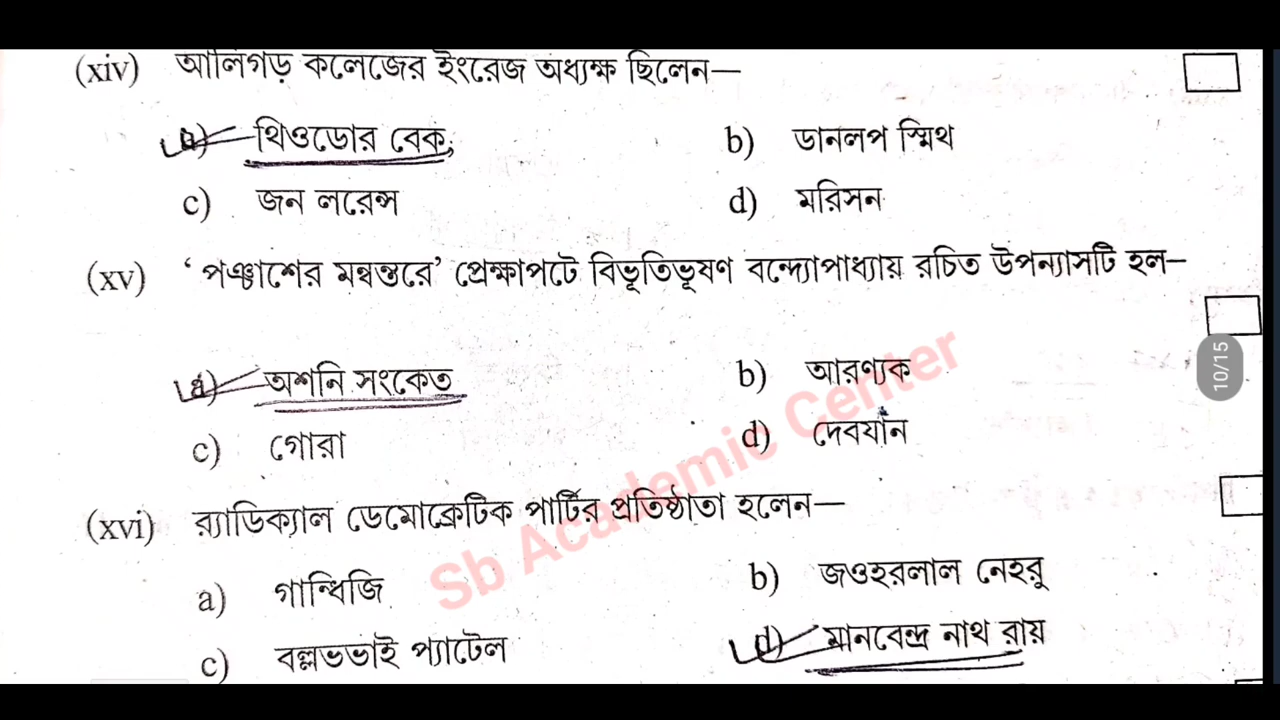 (xiv) আলিগড় কলেজের ইংরেজ অধ্যক্ষ ছিলেন—
a) থিওডোর বেক, b) ডানলপ স্মিথ
c) জন লরেন্স d) মরিসন
(xv) ‘পঞ্চাশের মন্বন্তরে’ প্রেক্ষাপটে বিভূতিভূষণ বন্দ্যোপাধ্যায় রচিত উপন্যাসটি হল—
a) অশনি সংকেত b) আরণ্যক
c) গোরা d) দেবযান
(xvi) র‍্যাডিক্যাল ডেমোক্রেটিক পার্টির প্রতিষ্ঠাতা হলেন—
a) গান্ধিজি b) জওহরলাল নেহরু
c) বল্লভভাই প্যাটেল d) মানবেন্দ্র নাথ রায়
Sb Academic Center
10/15